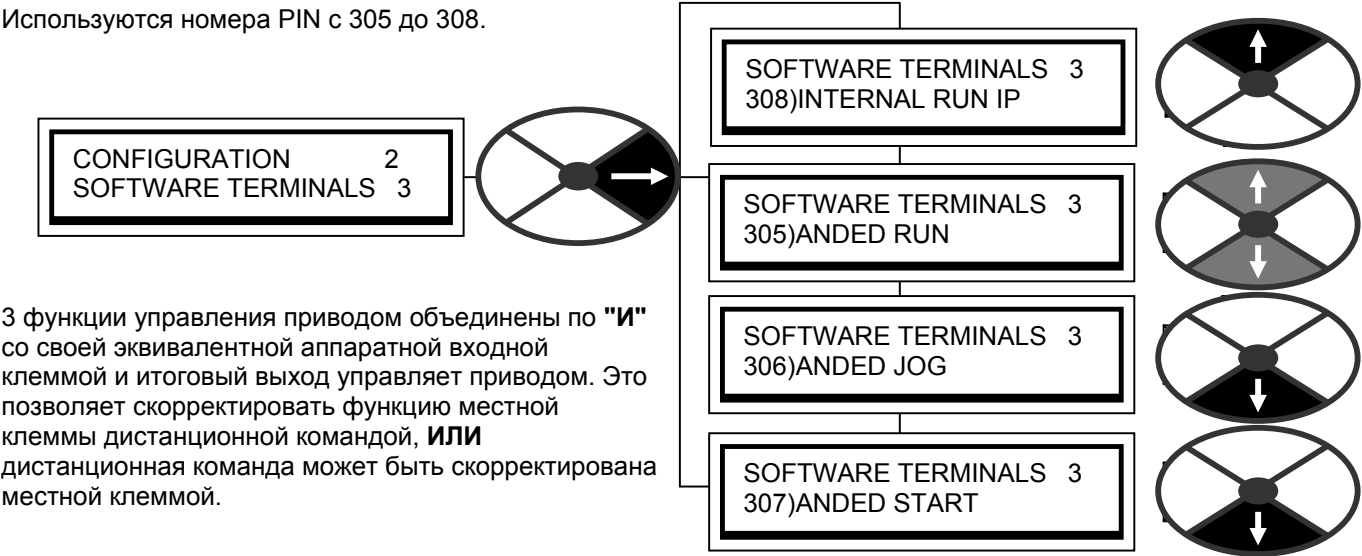 Используются номера PIN с 305 до 308.
CONFIGURATION 2
SOFTWARE TERMINALS 3
SOFTWARE TERMINALS 3
308)INTERNAL RUN IP
SOFTWARE TERMINALS 3
305)ANDED RUN
SOFTWARE TERMINALS 3
306)ANDED JOG
SOFTWARE TERMINALS 3
307)ANDED START
3 функции управления приводом объединены по "И"
со своей эквивалентной аппаратной входной
клеммой и итоговый выход управляет приводом. Это
позволяет скорректировать функцию местной
клеммы дистанционной командой, ИЛИ
дистанционная команда может быть скорректирована
местной клеммой.